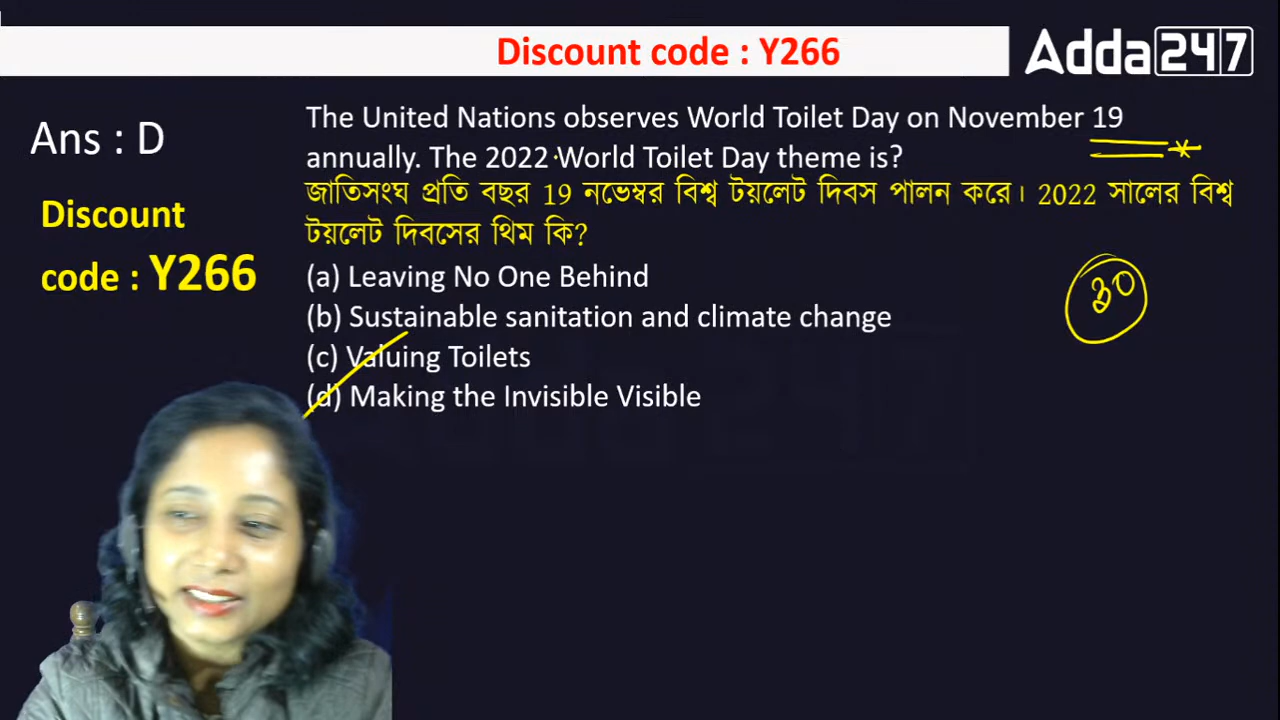 Discount code : Y266
Adda247
Ans : D
Discount
code : Y266
The United Nations observes World Toilet Day on November 19
annually. The 2022 World Toilet Day theme is?
জাতিসংঘ প্রতি বছর 19 নভেম্বর বিশ্ব টয়লেট দিবস পালন করে। 2022 সালের বিশ্ব
টয়লেট দিবসের থিম কি?
(a) Leaving No One Behind
(b) Sustainable sanitation and climate change
(c) Valuing Toilets
(d) Making the Invisible Visible